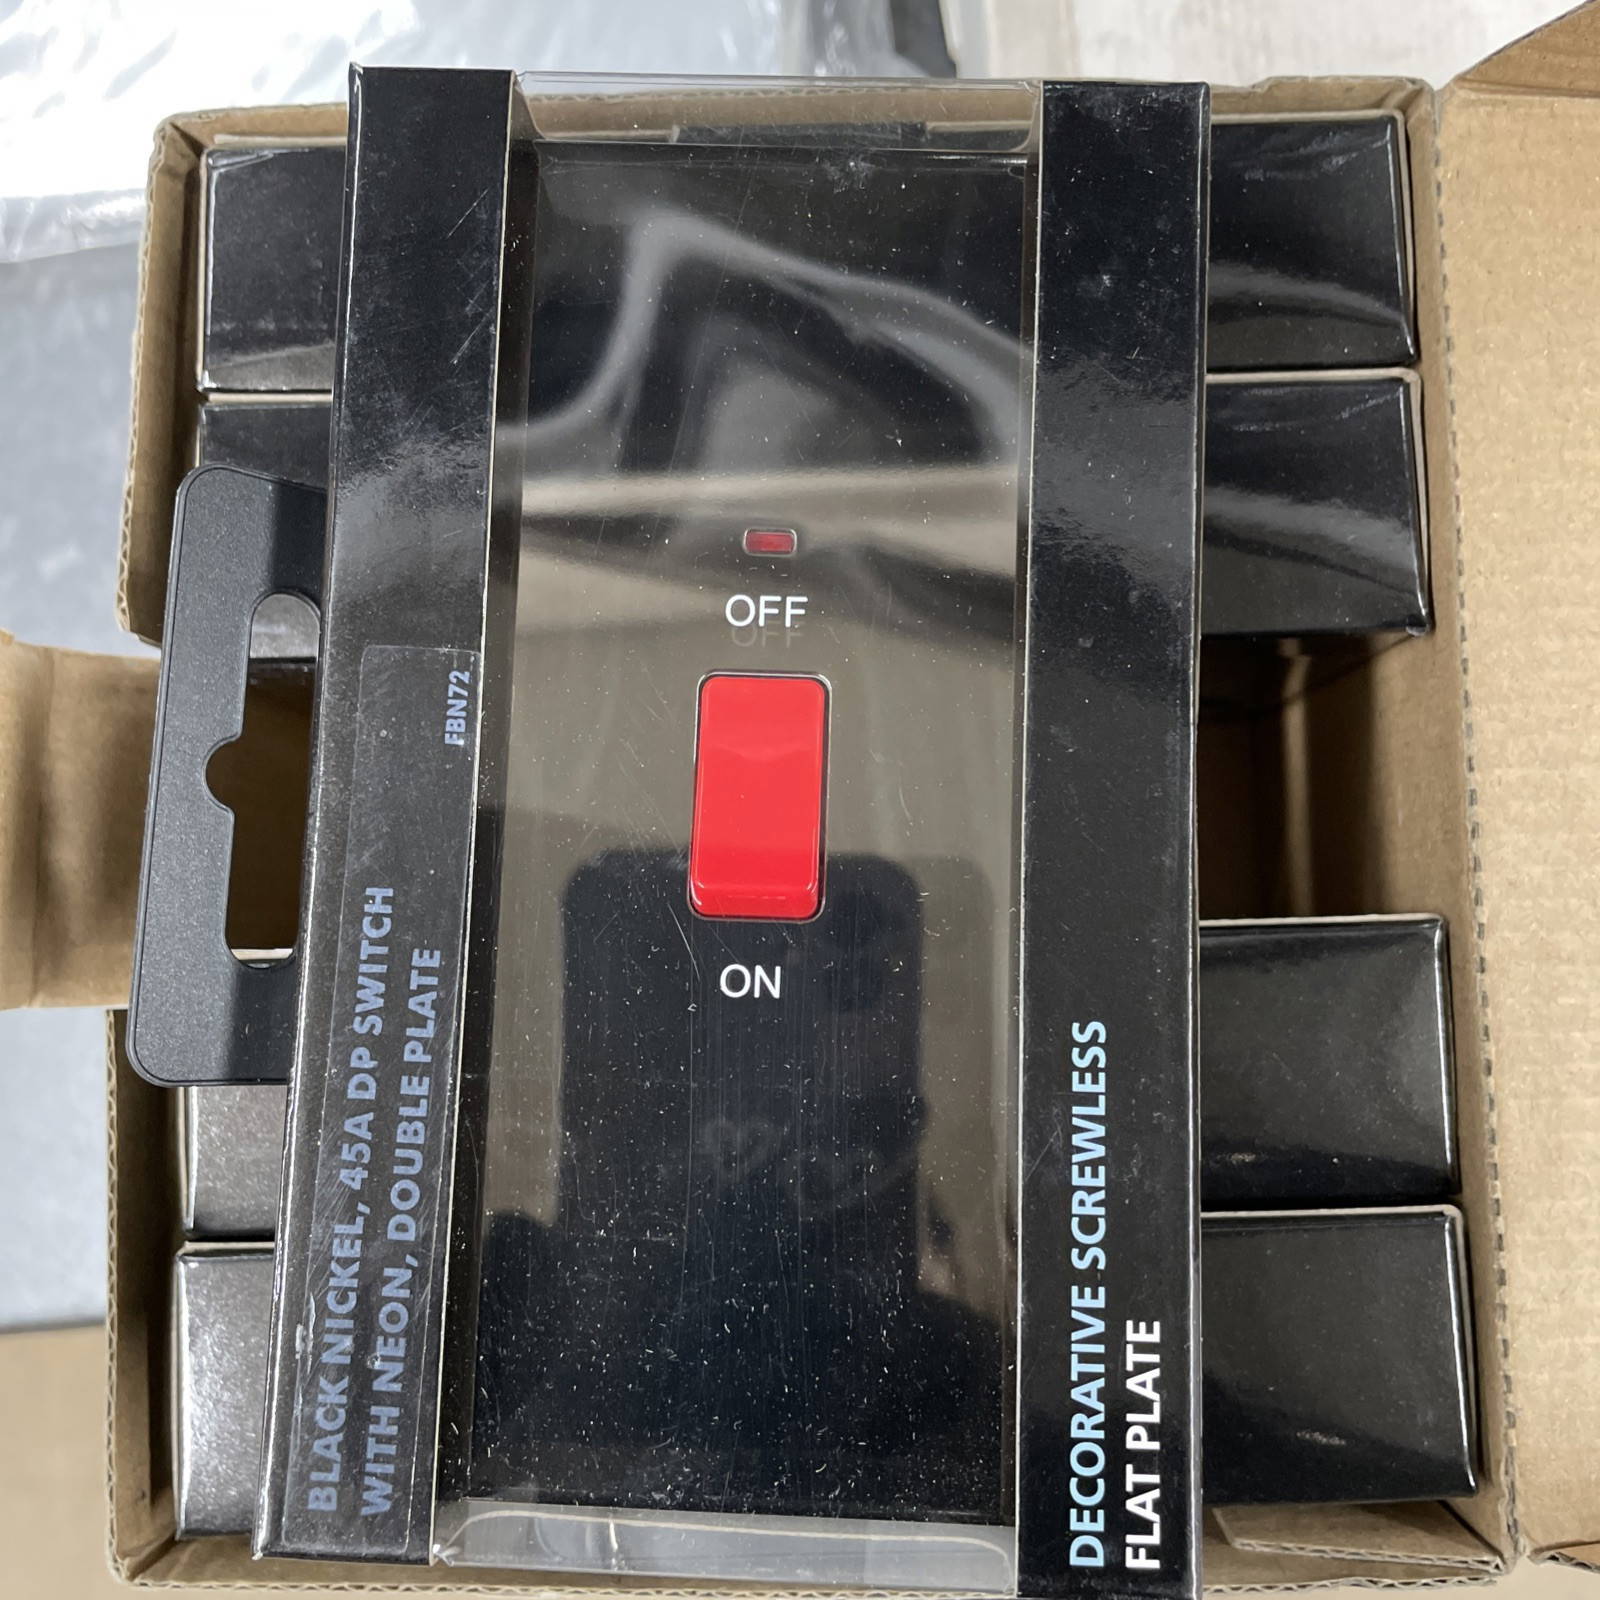 FBN72
BLACK NICKEL, 45A DP SWITCH
WITH NEON, DOUBLE PLATE
OFF
ON
DECORATIVE SCREWLESS
FLAT PLATE